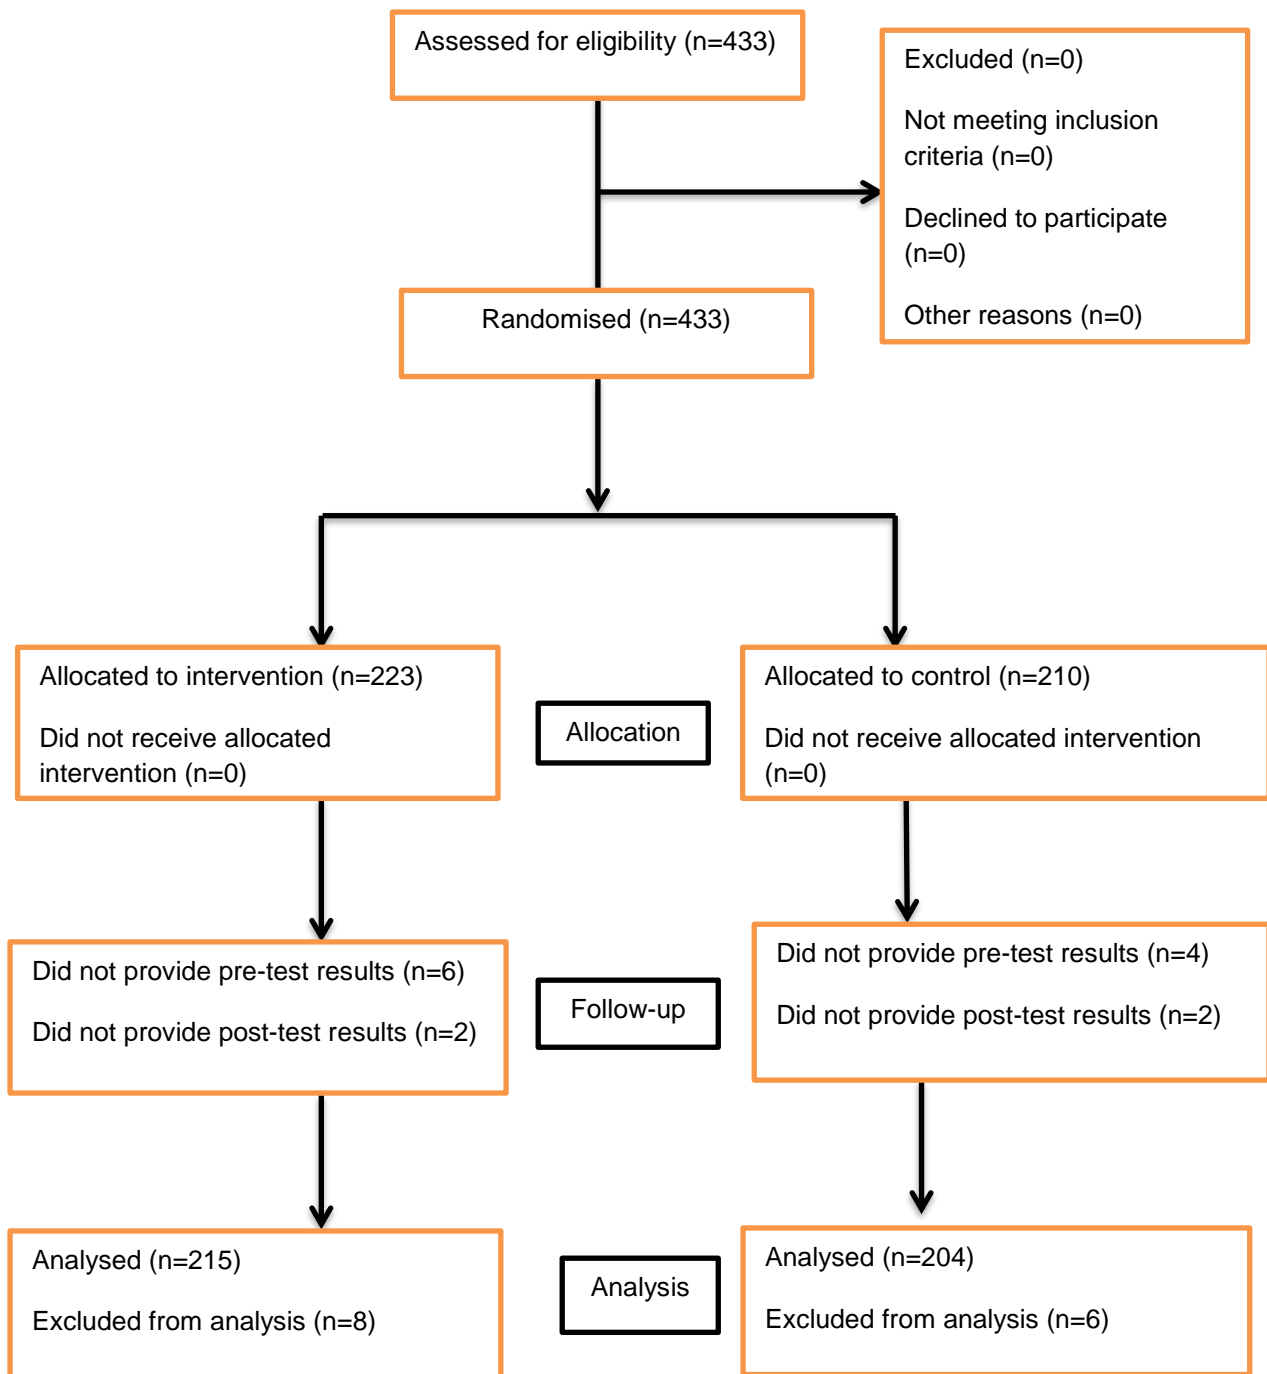 Assessed for eligibility (n=433)
Excluded (n=0)
Not meeting inclusion
criteria (n=0)
Declined to participate
(n=0)
Other reasons (n=0)
Randomised (n=433)
Allocated to intervention (n=223)
Did not receive allocated
intervention (n=0)
Allocation
Allocated to control (n=210)
Did not receive allocated intervention
(n=0)
Did not provide pre-test results (n=6)
Did not provide post-test results (n=2)
Follow-up
Did not provide pre-test results (n=4)
Did not provide post-test results (n=2)
Analysed (n=215)
Excluded from analysis (n=8)
Analysis
Analysed (n=204)
Excluded from analysis (n=6)